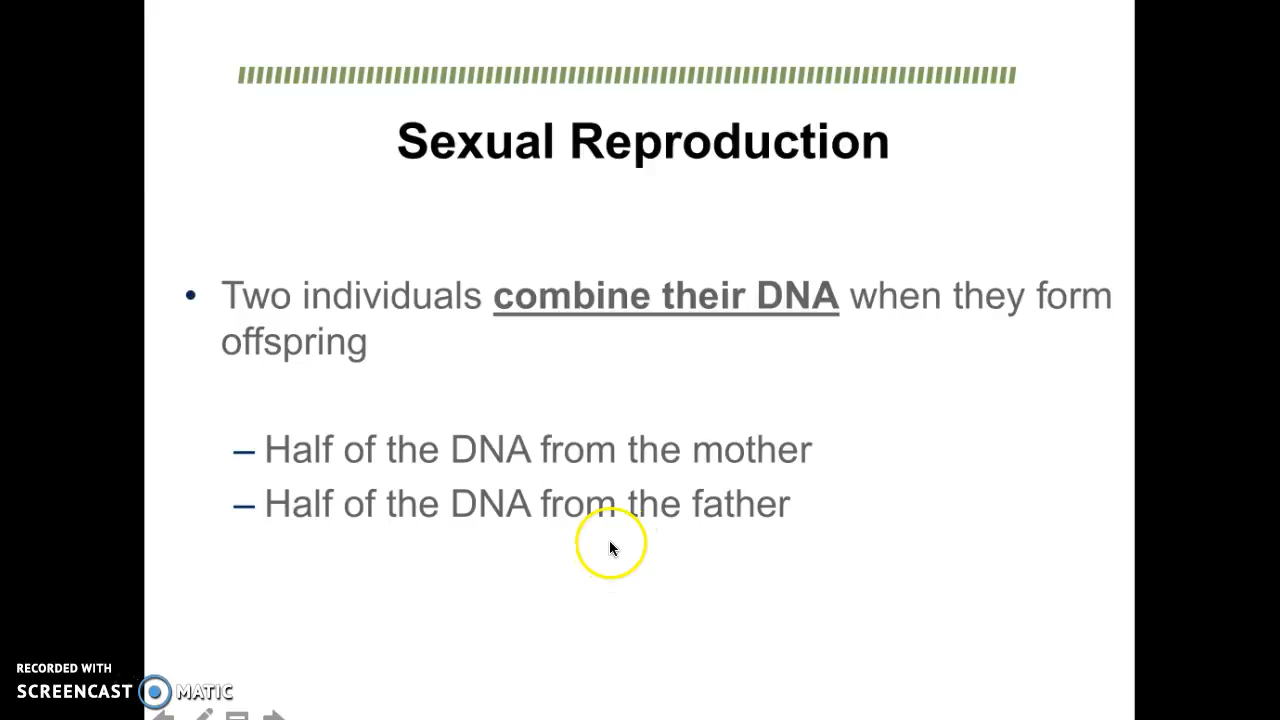 Sexual Reproduction
• Two individuals combine their DNA when they form
offspring
– Half of the DNA from the mother
– Half of the DNA from the father
RECORDED WITH
SCREENCAST MATIC